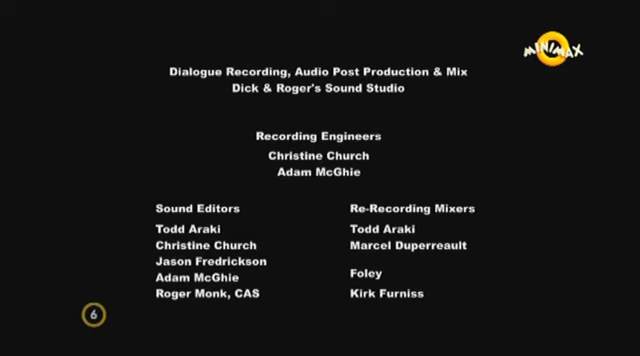 MINIMAX
Dialogue Recording, Audio Post Production & Mix
Dick & Roger's Sound Studio
Recording Engineers
Christine Church
Adam McGhie
Sound Editors
Todd Araki
Christine Church
Jason Fredrickson
Adam McGhie
Roger Monk, CAS
Re-Recording Mixers
Todd Araki
Marcel Duperreault
Foley
Kirk Furniss
6